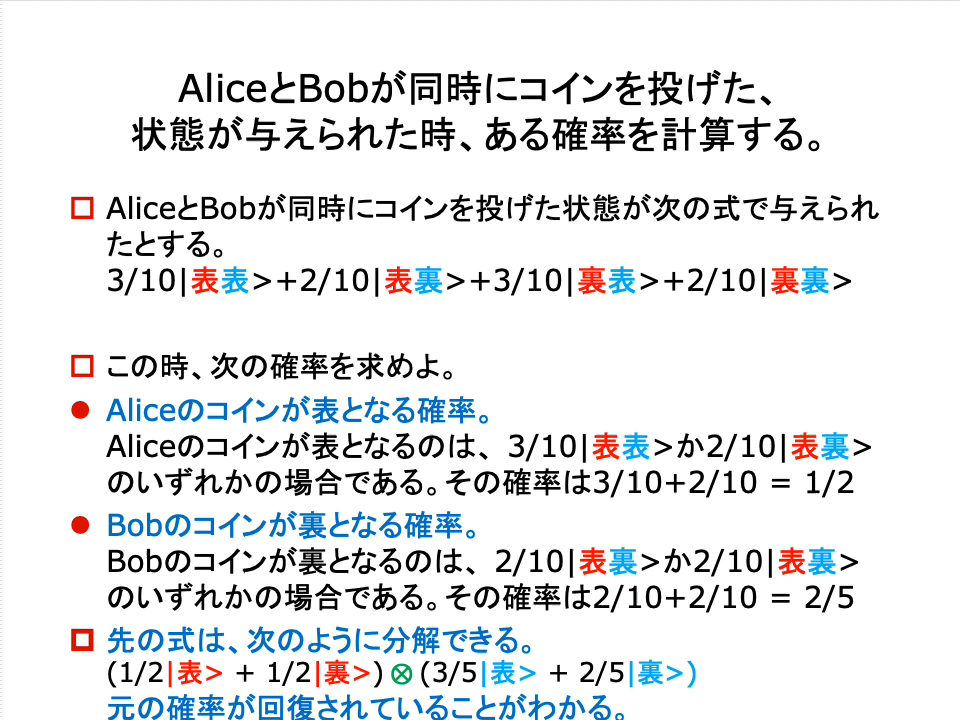 AliceとBobが同時にコインを投げた、
状態が与えられた時、ある確率を計算する。
□ AliceとBobが同時にコインを投げた状態が次の式で与えられ
たとする。
3/10|表表>+2/10|表裏>+3/10|裏表>+2/10|裏裏>
□ この時、次の確率を求めよ。
● Aliceのコインが表となる確率。
Aliceのコインが表となるのは、3/10|表表>か2/10|表裏>
のいずれかの場合である。その確率は3/10+2/10 = 1/2
● Bobのコインが裏となる確率。
Bobのコインが裏となるのは、2/10|表裏>か2/10|表裏>
のいずれかの場合である。その確率は2/10+2/10 = 2/5
□ 先の式は、次のように分解できる。
(1/2|表> + 1/2|裏>)⊗(3/5|表> + 2/5|裏>)
元の確率が回復されていることがわかる。